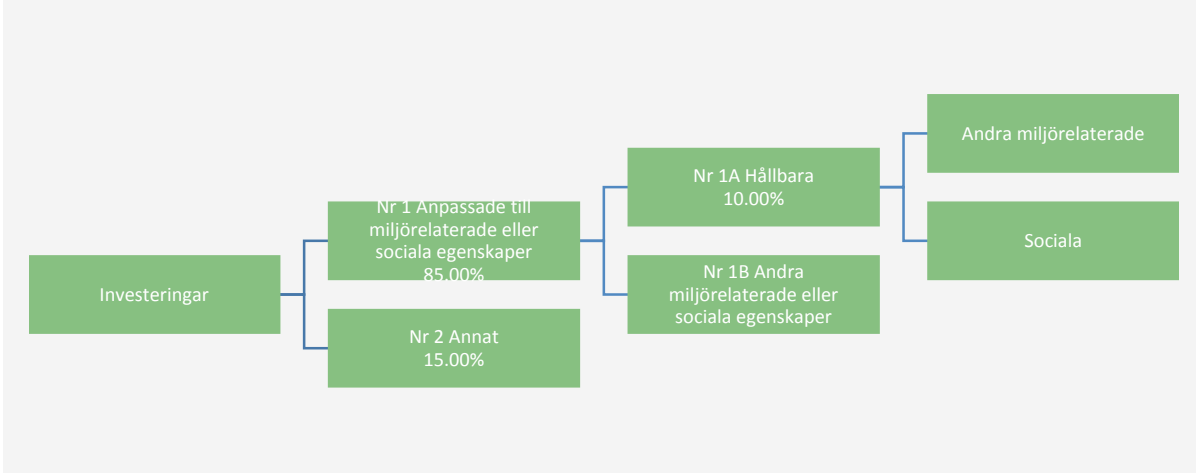 Investeringar
Nr 1 Anpassade till
miljörelaterade eller
sociala egenskaper
85.00%
Nr 2 Annat
15.00%
Nr 1A Hållbara
10.00%
Nr 1B Andra
miljörelaterade eller
sociala egenskaper
Andra miljörelaterade
Sociala